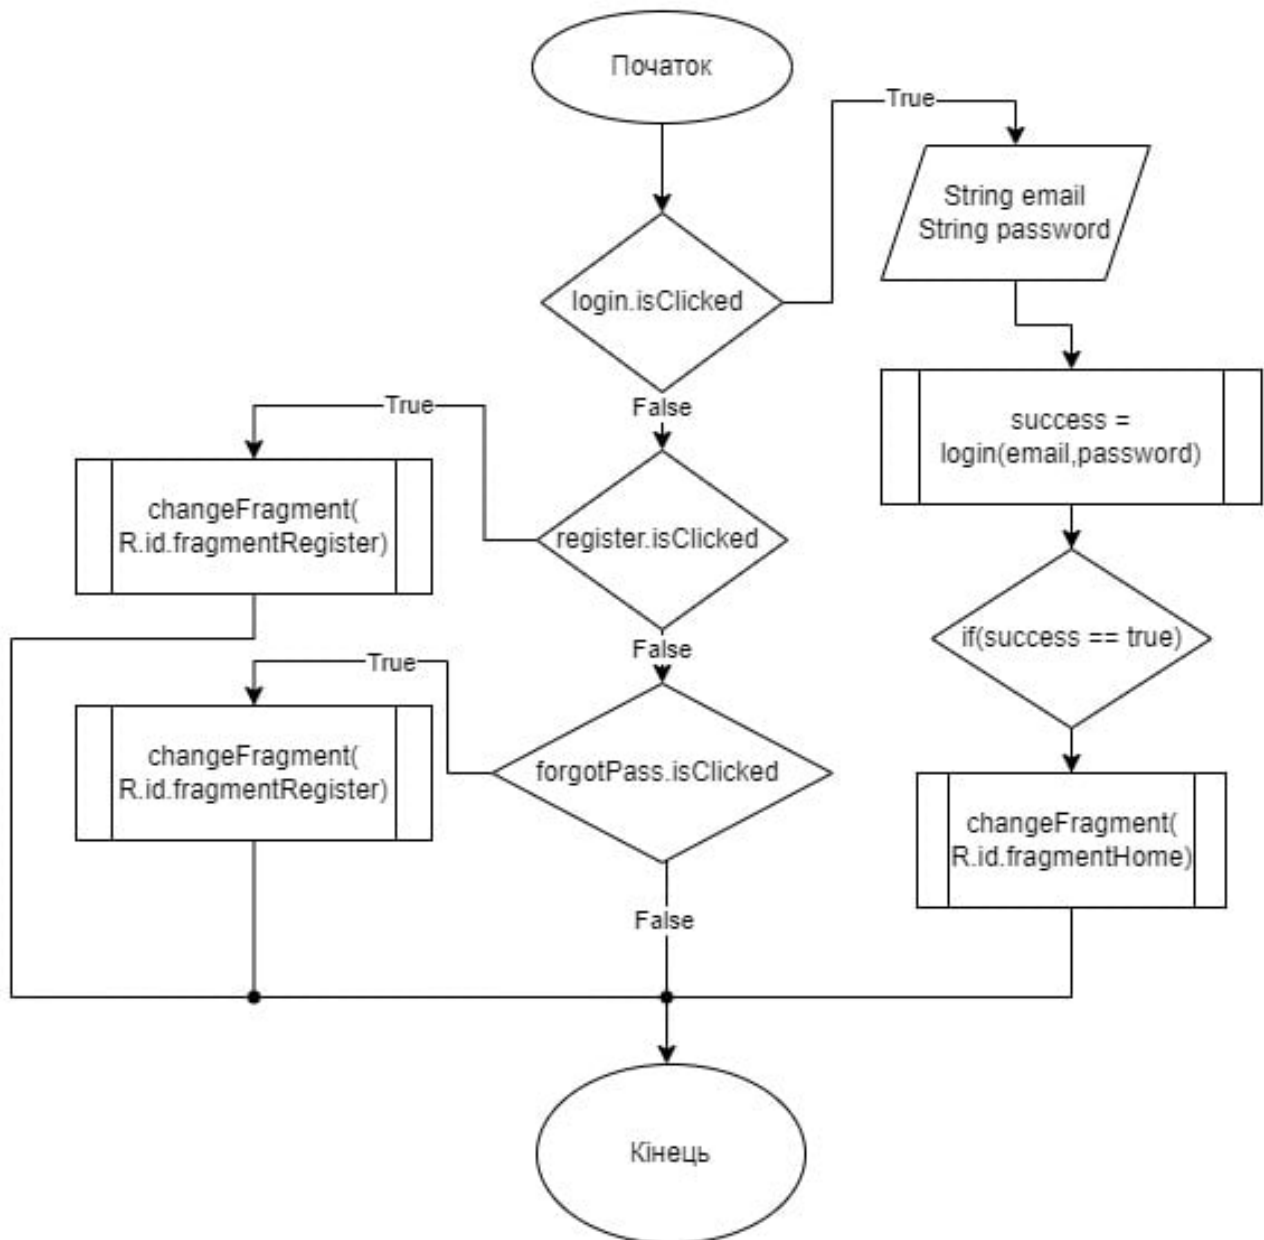 Початок
True
String email
String password
login.isClicked
False
True
success =
login(email,password)
changeFragment(
R.id.fragmentRegister)
register.isClicked
if(success == true)
False
True
changeFragment(
R.id.fragmentRegister)
forgotPass.isClicked
changeFragment(
R.id.fragmentHome)
False
Кінець